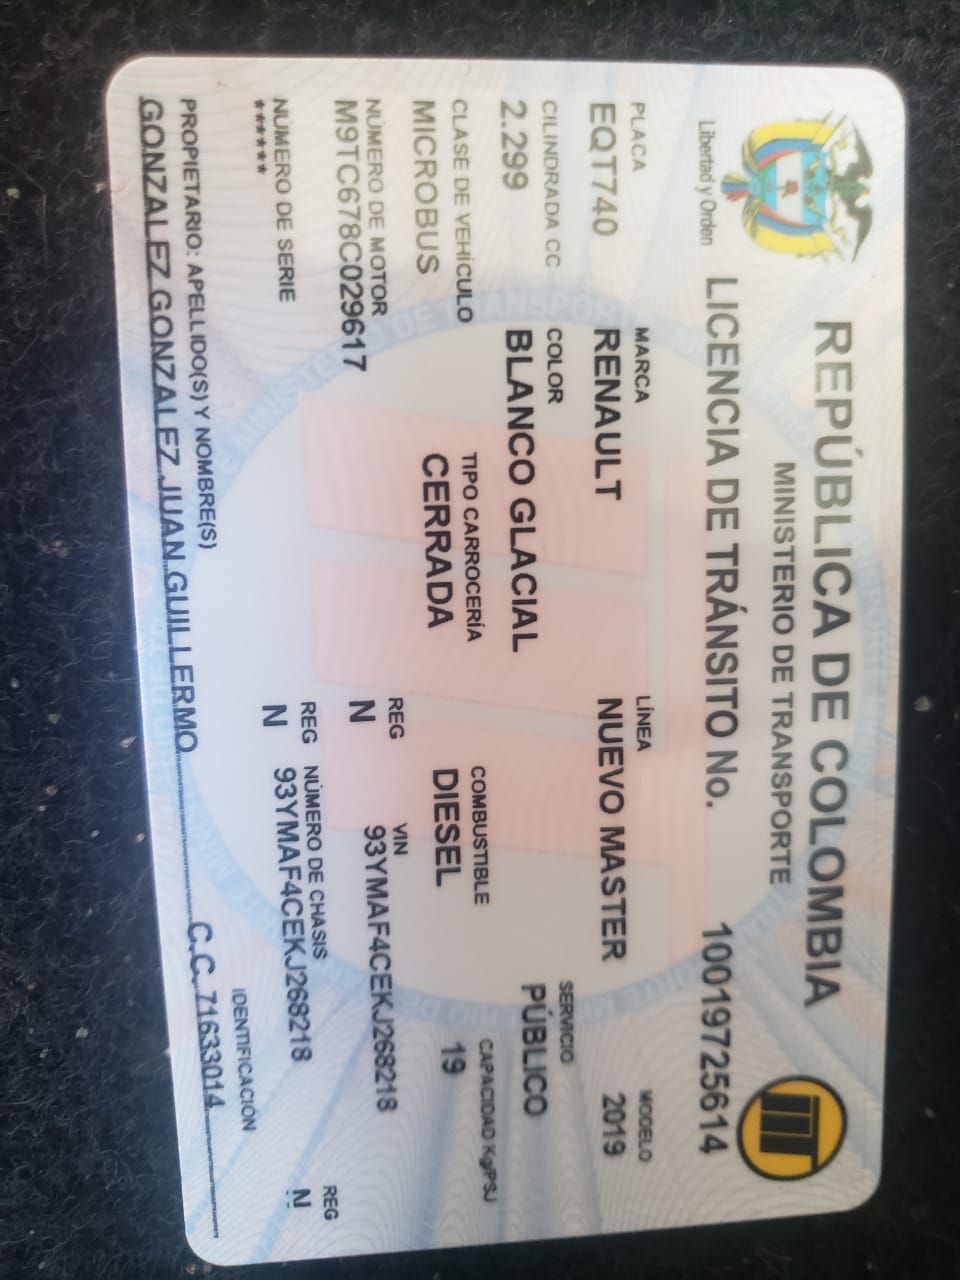 REPÚBLICA DE COLOMBIA
MINISTERIO DE TRANSPORTE
Libertad y Orden
LICENCIA DE TRÁNSITO No. 10019725614
PLACA MARCA LÍNEA MODELO
EQT740 RENAULT NUEVO MASTER 2019
CILINDRADA CC COLOR SERVICIO
2.299 BLANCO GLACIAL PÚBLICO
CLASE DE VEHÍCULO TIPO CARROCERÍA COMBUSTIBLE CAPACIDAD Kg/PSJ
MICROBUS CERRADA DIESEL 19
NÚMERO DE MOTOR REG VIN
M9TC678C029617 N 93YMAF4CEKJ268218
NÚMERO DE SERIE REG NÚMERO DE CHASIS REG
****** N 93YMAF4CEKJ268218 N
PROPIETARIO: APELLIDO(S) Y NOMBRE(S) IDENTIFICACIÓN
GONZALEZ GONZALEZ JUAN GUILLERMO C.C. 71633014